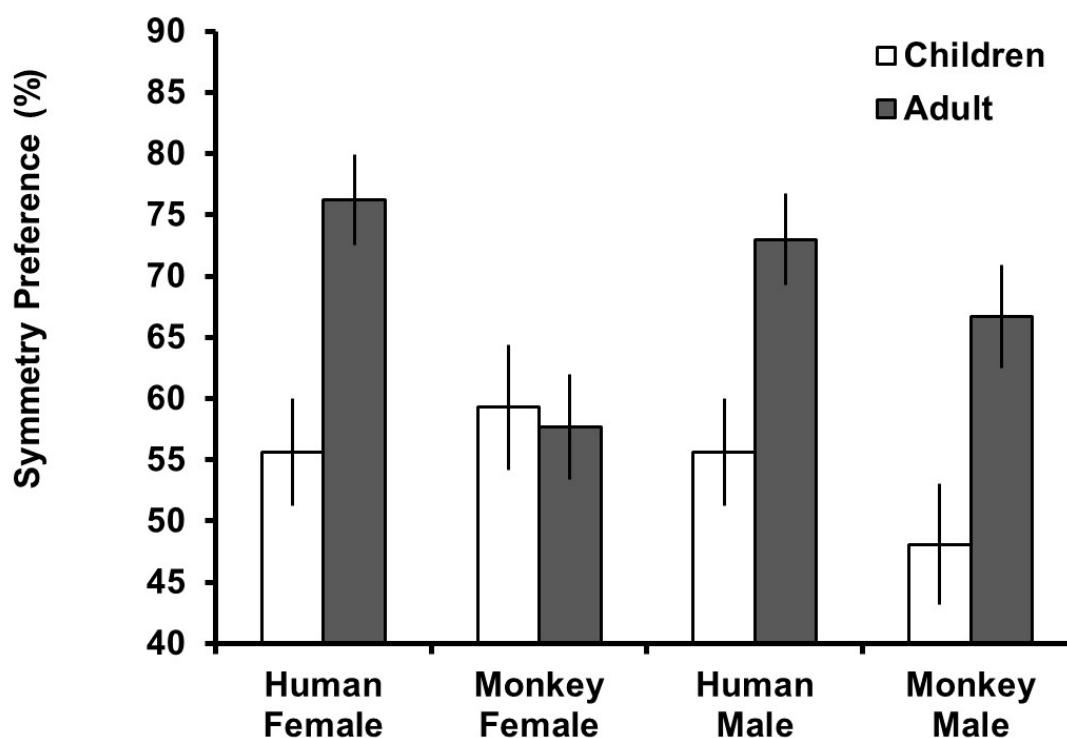 Symmetry Preference (%)
90
85
80
75
70
65
60
55
50
45
40
Children
Adult
Human
Female
Monkey
Female
Human
Male
Monkey
Male